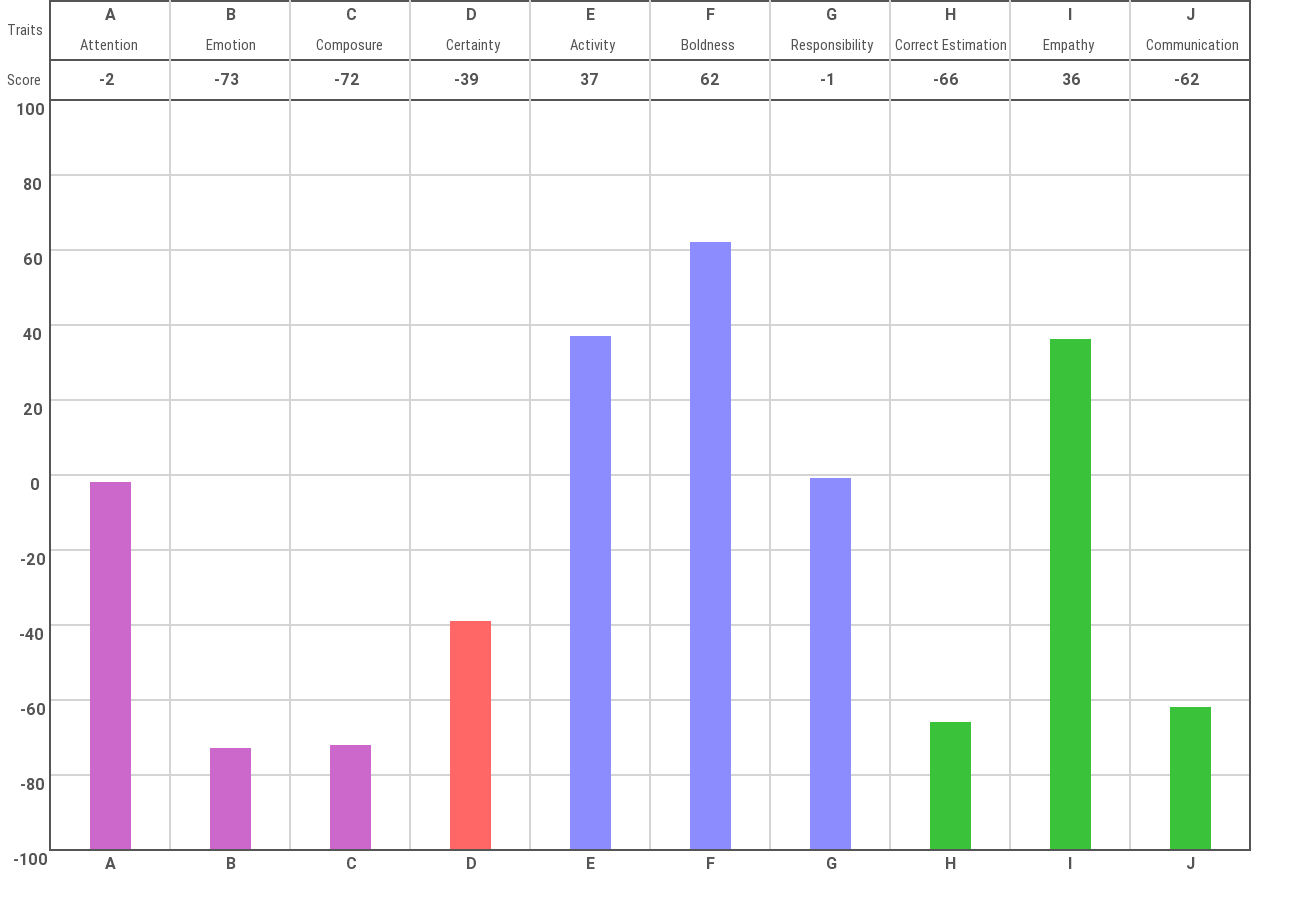 A B C D E F G H I J
Traits
Attention Emotion Composure Certainty Activity Boldness Responsibility Correct Estimation Empathy Communication
Score -2 -73 -72 -39 37 62 -1 -66 36 -62
100
80
60
40
20
0
-20
-40
-60
-80
-100
A B C D E F G H I J